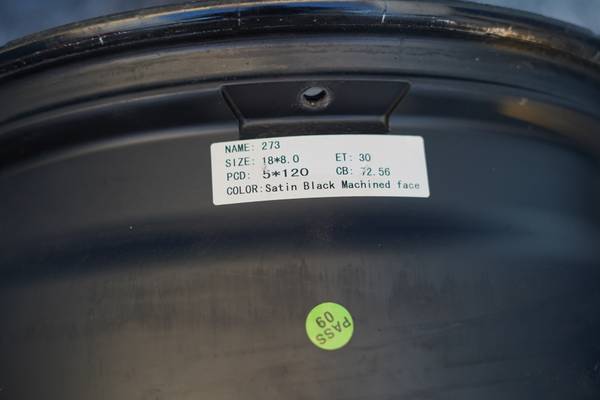 NAME: 273
SIZE: 18*8.0 ET: 30
PCD: 5*120 CB: 72.56
COLOR:Satin Black Machined face
PASS
09